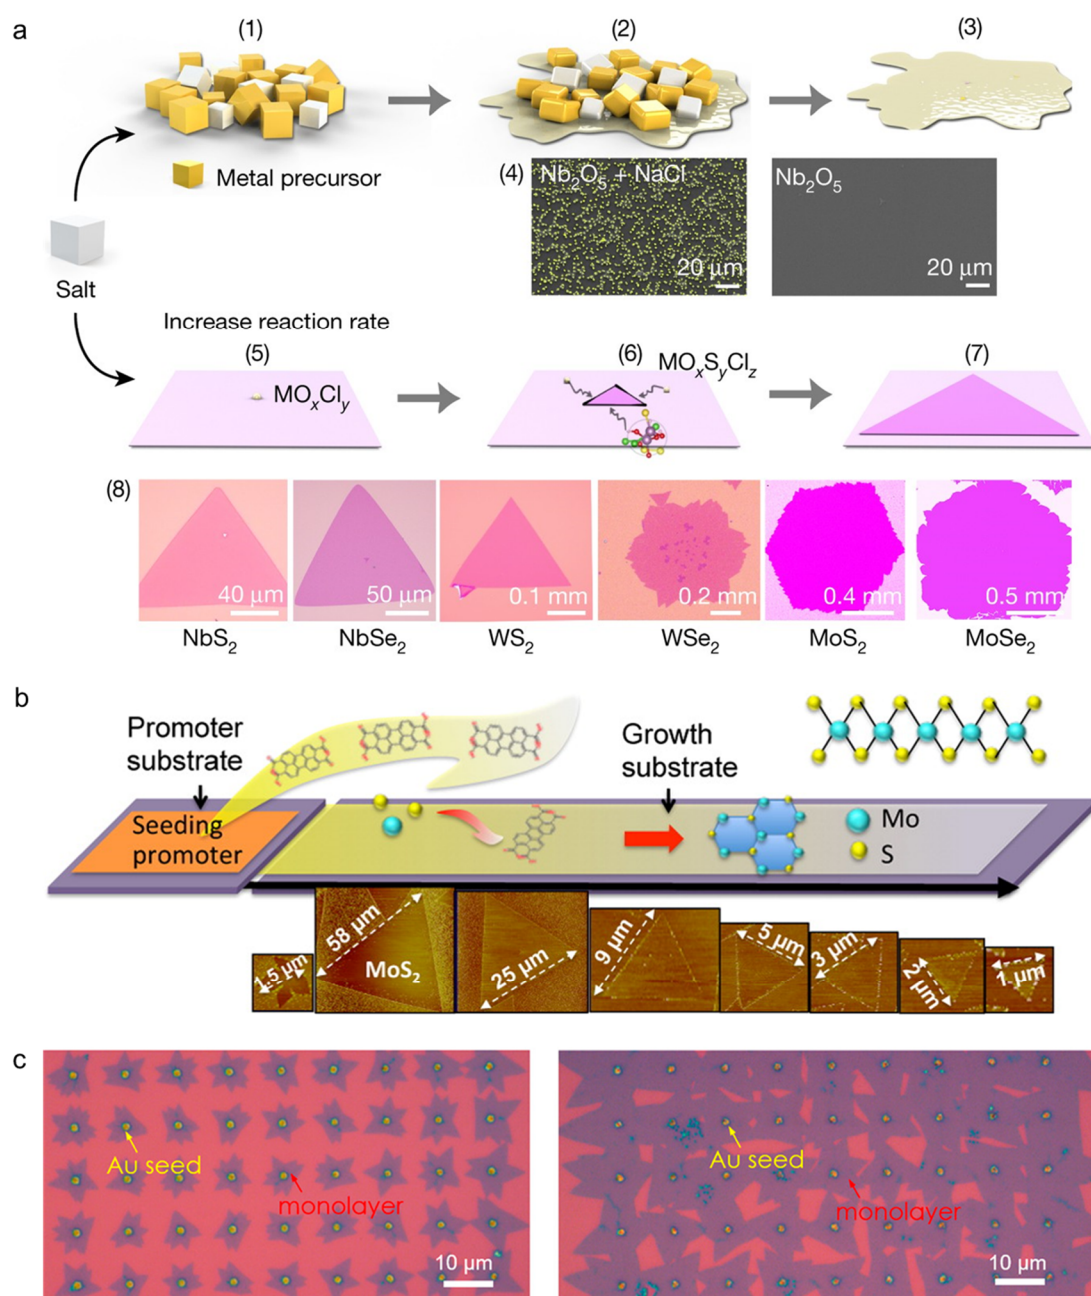 a
(1)
(2)
(3)
Metal precursor
Salt
(4)
Nb₂O₅ + NaCl
20 μm
Nb₂O₅
20 μm
Increase reaction rate
(5)
(6)
(7)
MOₓClᵧ
MOₓSᵧCl_z
(8)
40 μm
50 μm
0.1 mm
0.2 mm
0.4 mm
0.5 mm
NbS₂
NbSe₂
WS₂
WSe₂
MoS₂
MoSe₂
b
Promoter
substrate
Seeding
promoter
Growth
substrate
Mo
S
1.5 μm
58 μm
MoS₂
25 μm
9 μm
5 μm
3 μm
2 μm
1 μm
c
Au seed
monolayer
10 μm
Au seed
monolayer
10 μm